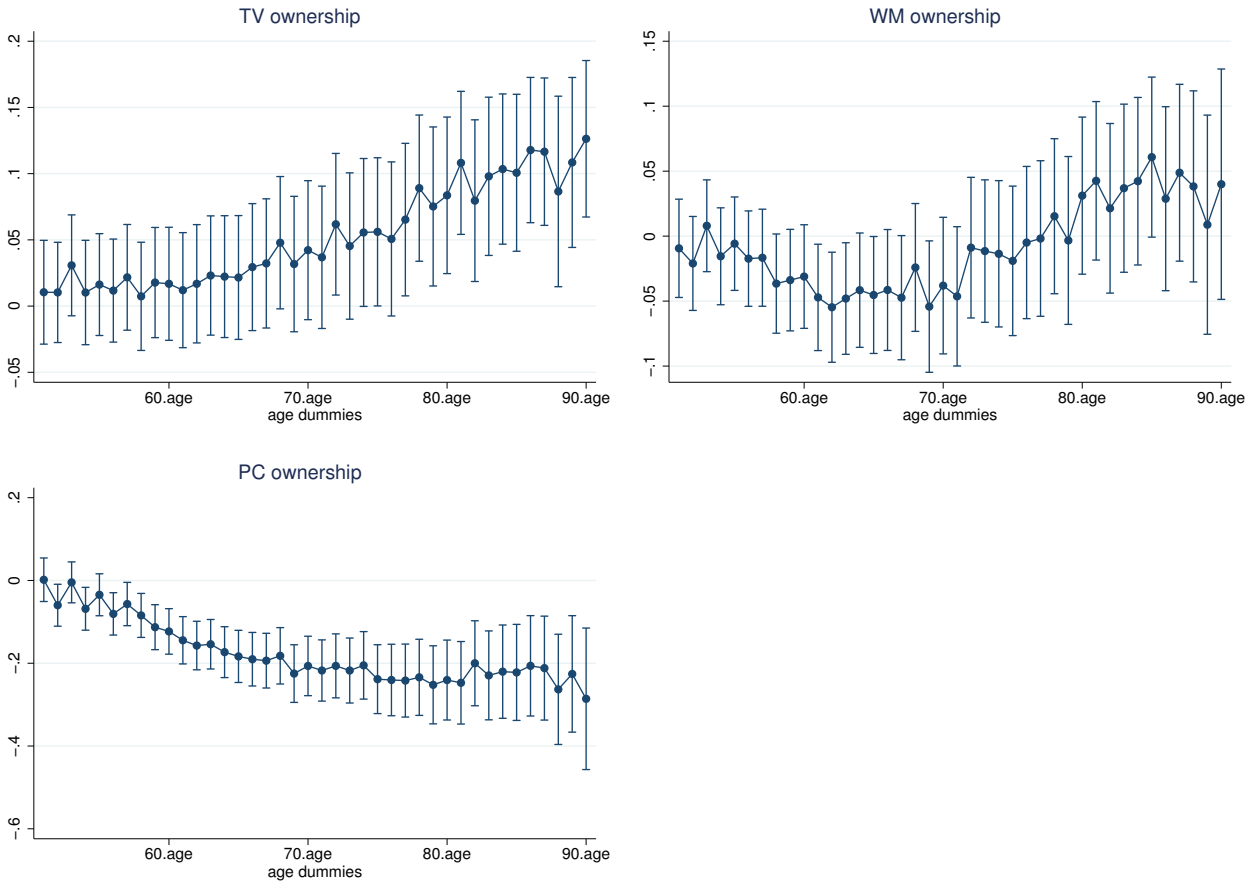 TV ownership
.2
.15
.1
.05
0
-.05
60.age 70.age 80.age 90.age
age dummies
WM ownership
.15
.1
.05
0
-.05
-.1
60.age 70.age 80.age 90.age
age dummies
PC ownership
.2
0
-.2
-.4
-.6
60.age 70.age 80.age 90.age
age dummies